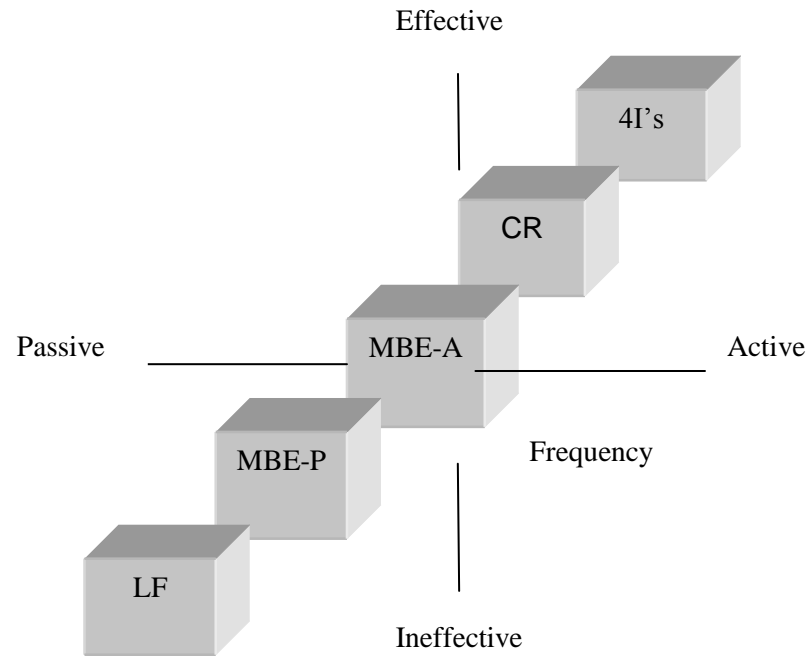 Effective
4I’s
CR
Passive
MBE-A
Active
MBE-P
Frequency
LF
Ineffective